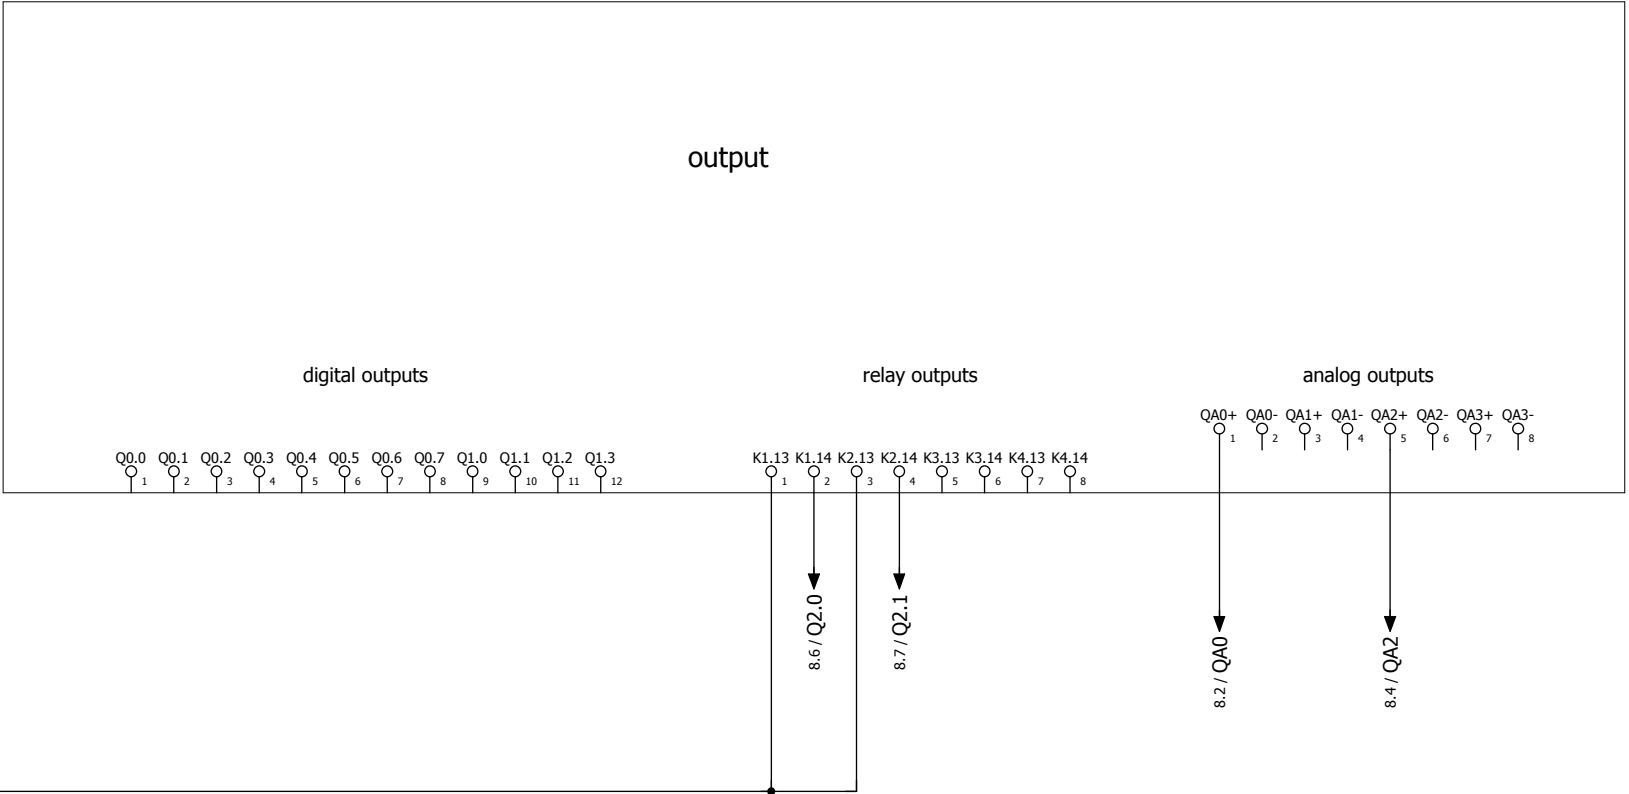 output
digital outputs
relay outputs
analog outputs
QA0+ QA0- QA1+ QA1- QA2+ QA2- QA3+ QA3-
1 2 3 4 5 6 7 8
Q0.0 Q0.1 Q0.2 Q0.3 Q0.4 Q0.5 Q0.6 Q0.7 Q1.0 Q1.1 Q1.2 Q1.3
1 2 3 4 5 6 7 8 9 10 11 12
K1.13 K1.14 K2.13 K2.14 K3.13 K3.14 K4.13 K4.14
1 2 3 4 5 6 7 8
8.6 / Q2.0
8.7 / Q2.1
8.2 / QA0
8.4 / QA2